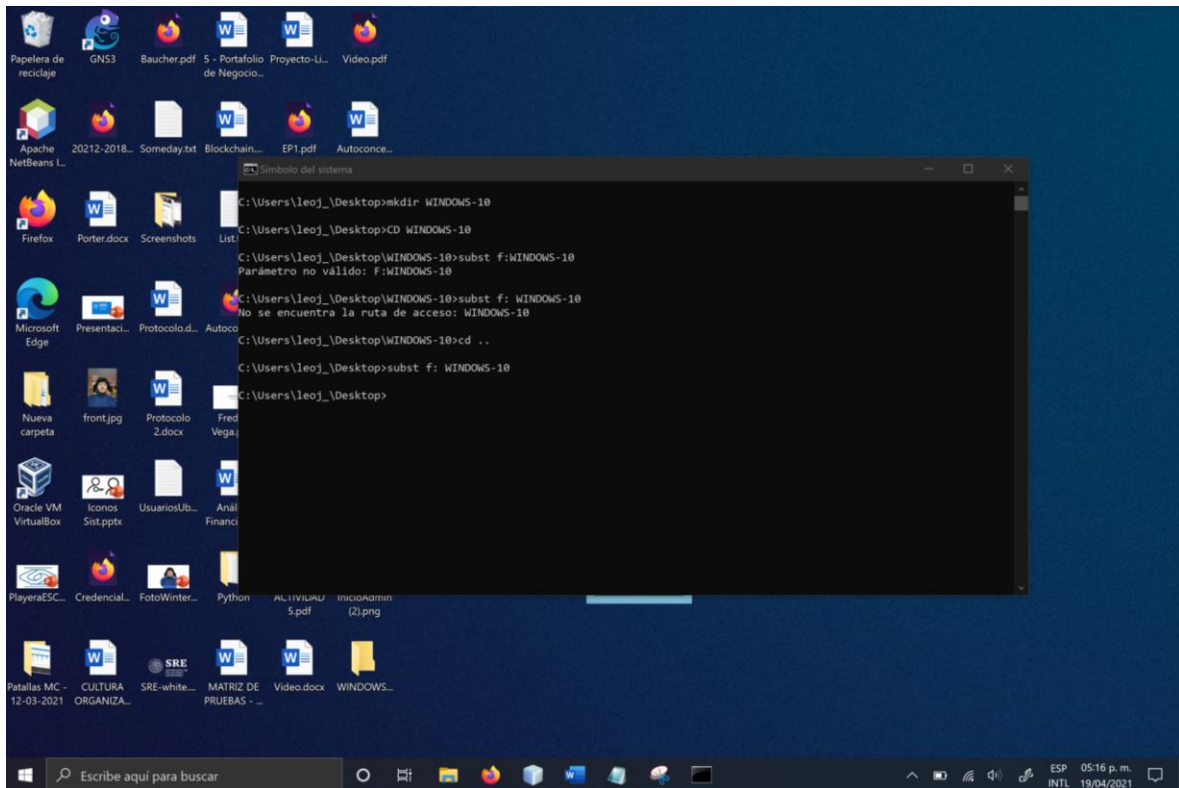 Papelera de
reciclaje
GNS3
Baucher.pdf
5 - Portafolio
de Negocio...
Proyecto-Li...
Video.pdf
Apache
NetBeans I...
20212-2018...
Someday.txt
Blockchain....
EP1.pdf
Autoconce...
Símbolo del sistema
C:\Users\leoj_\Desktop>mkdir WINDOWS-10
C:\Users\leoj_\Desktop>CD WINDOWS-10
C:\Users\leoj_\Desktop\WINDOWS-10>subst f:WINDOWS-10
Parámetro no válido: F:WINDOWS-10
C:\Users\leoj_\Desktop\WINDOWS-10>subst f: WINDOWS-10
No se encuentra la ruta de acceso: WINDOWS-10
C:\Users\leoj_\Desktop\WINDOWS-10>cd ..
C:\Users\leoj_\Desktop>subst f: WINDOWS-10
C:\Users\leoj_\Desktop>
Firefox
Porter.docx
Screenshots
List.
Microsoft
Edge
Presentaci...
Protocolo.d...
Autoco
Nueva
carpeta
front.jpg
Protocolo
2.docx
Fred
Vega.
Oracle VM
VirtualBox
Iconos
Sist.pptx
UsuariosUb...
Anál
Financi
PlayeraESC...
Credencial...
FotoWinter...
Python
ACTIVIDAD
5.pdf
InicioAdmin
(2).png
Patallas MC -
12-03-2021
CULTURA
ORGANIZA...
SRE
SRE-white....
MATRIZ DE
PRUEBAS - ...
Video.docx
WINDOWS...
Escribe aquí para buscar
ESP
INTL
05:16 p. m.
19/04/2021